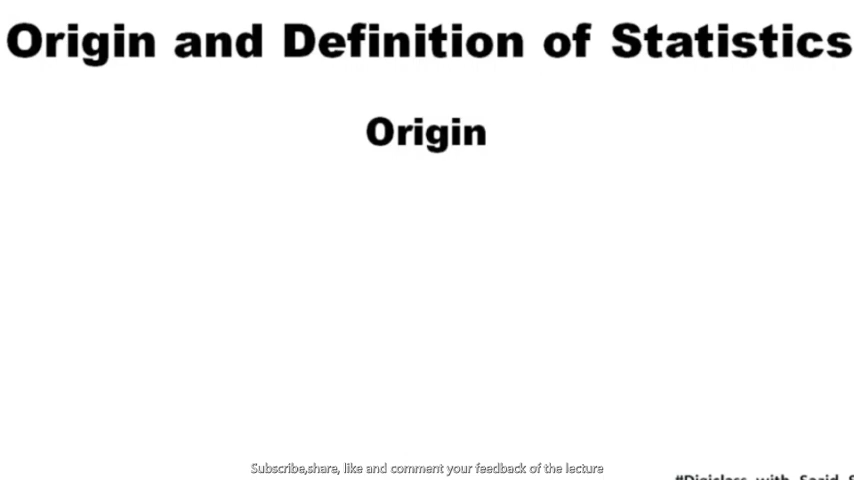 Origin and Definition of Statistics
Origin
Subscribe,share, like and comment your feedback of the lecture